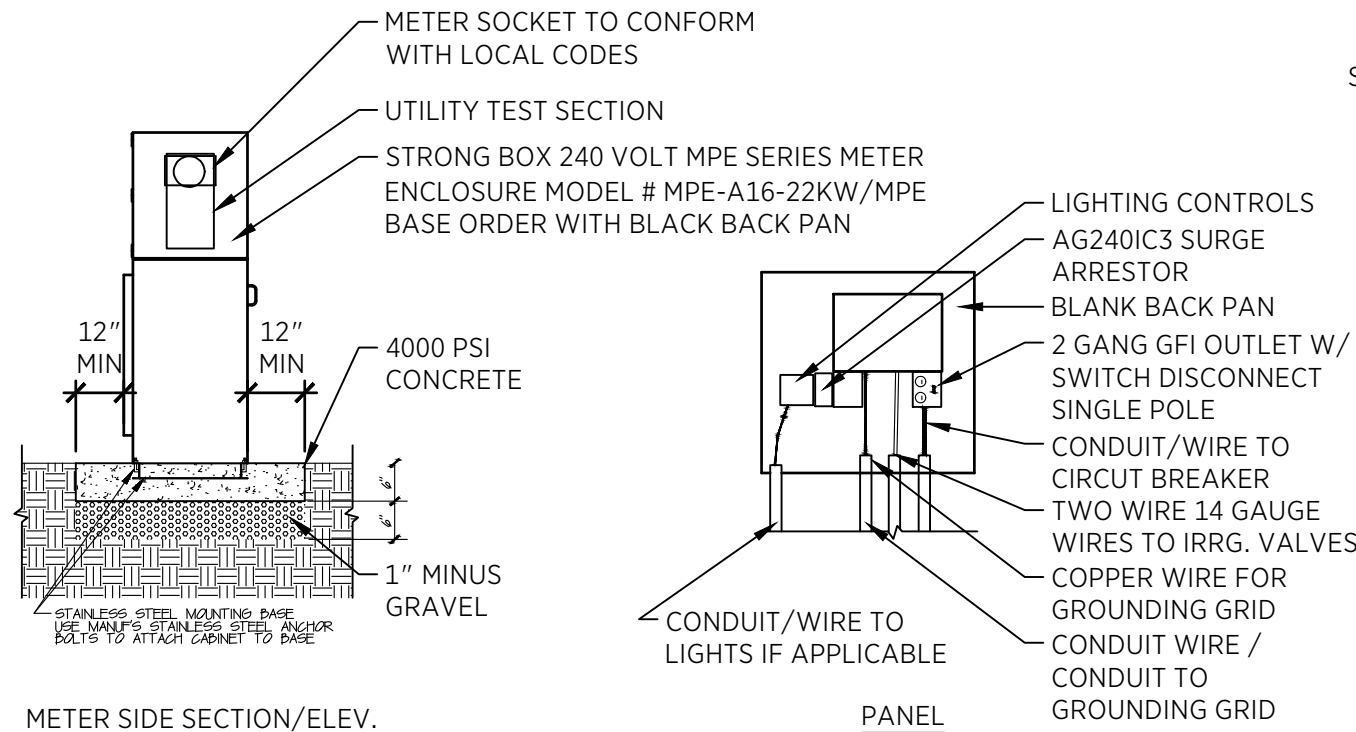 METER SOCKET TO CONFORM
WITH LOCAL CODES
UTILITY TEST SECTION
STRONG BOX 240 VOLT MPE SERIES METER
ENCLOSURE MODEL # MPE-A16-22KW/MPE
BASE ORDER WITH BLACK BACK PAN
12"
MIN
12"
MIN
4000 PSI
CONCRETE
6"
6"
1" MINUS
GRAVEL
STAINLESS STEEL MOUNTING BASE
USE MANUF'S STAINLESS STEEL ANCHOR
BOLTS TO ATTACH CABINET TO BASE
METER SIDE SECTION/ELEV.
S
LIGHTING CONTROLS
AG240IC3 SURGE
ARRESTOR
BLANK BACK PAN
2 GANG GFI OUTLET W/
SWITCH DISCONNECT
SINGLE POLE
CONDUIT/WIRE TO
CIRCUT BREAKER
TWO WIRE 14 GAUGE
WIRES TO IRRG. VALVES
COPPER WIRE FOR
GROUNDING GRID
CONDUIT WIRE /
CONDUIT TO
GROUNDING GRID
CONDUIT/WIRE TO
LIGHTS IF APPLICABLE
PANEL